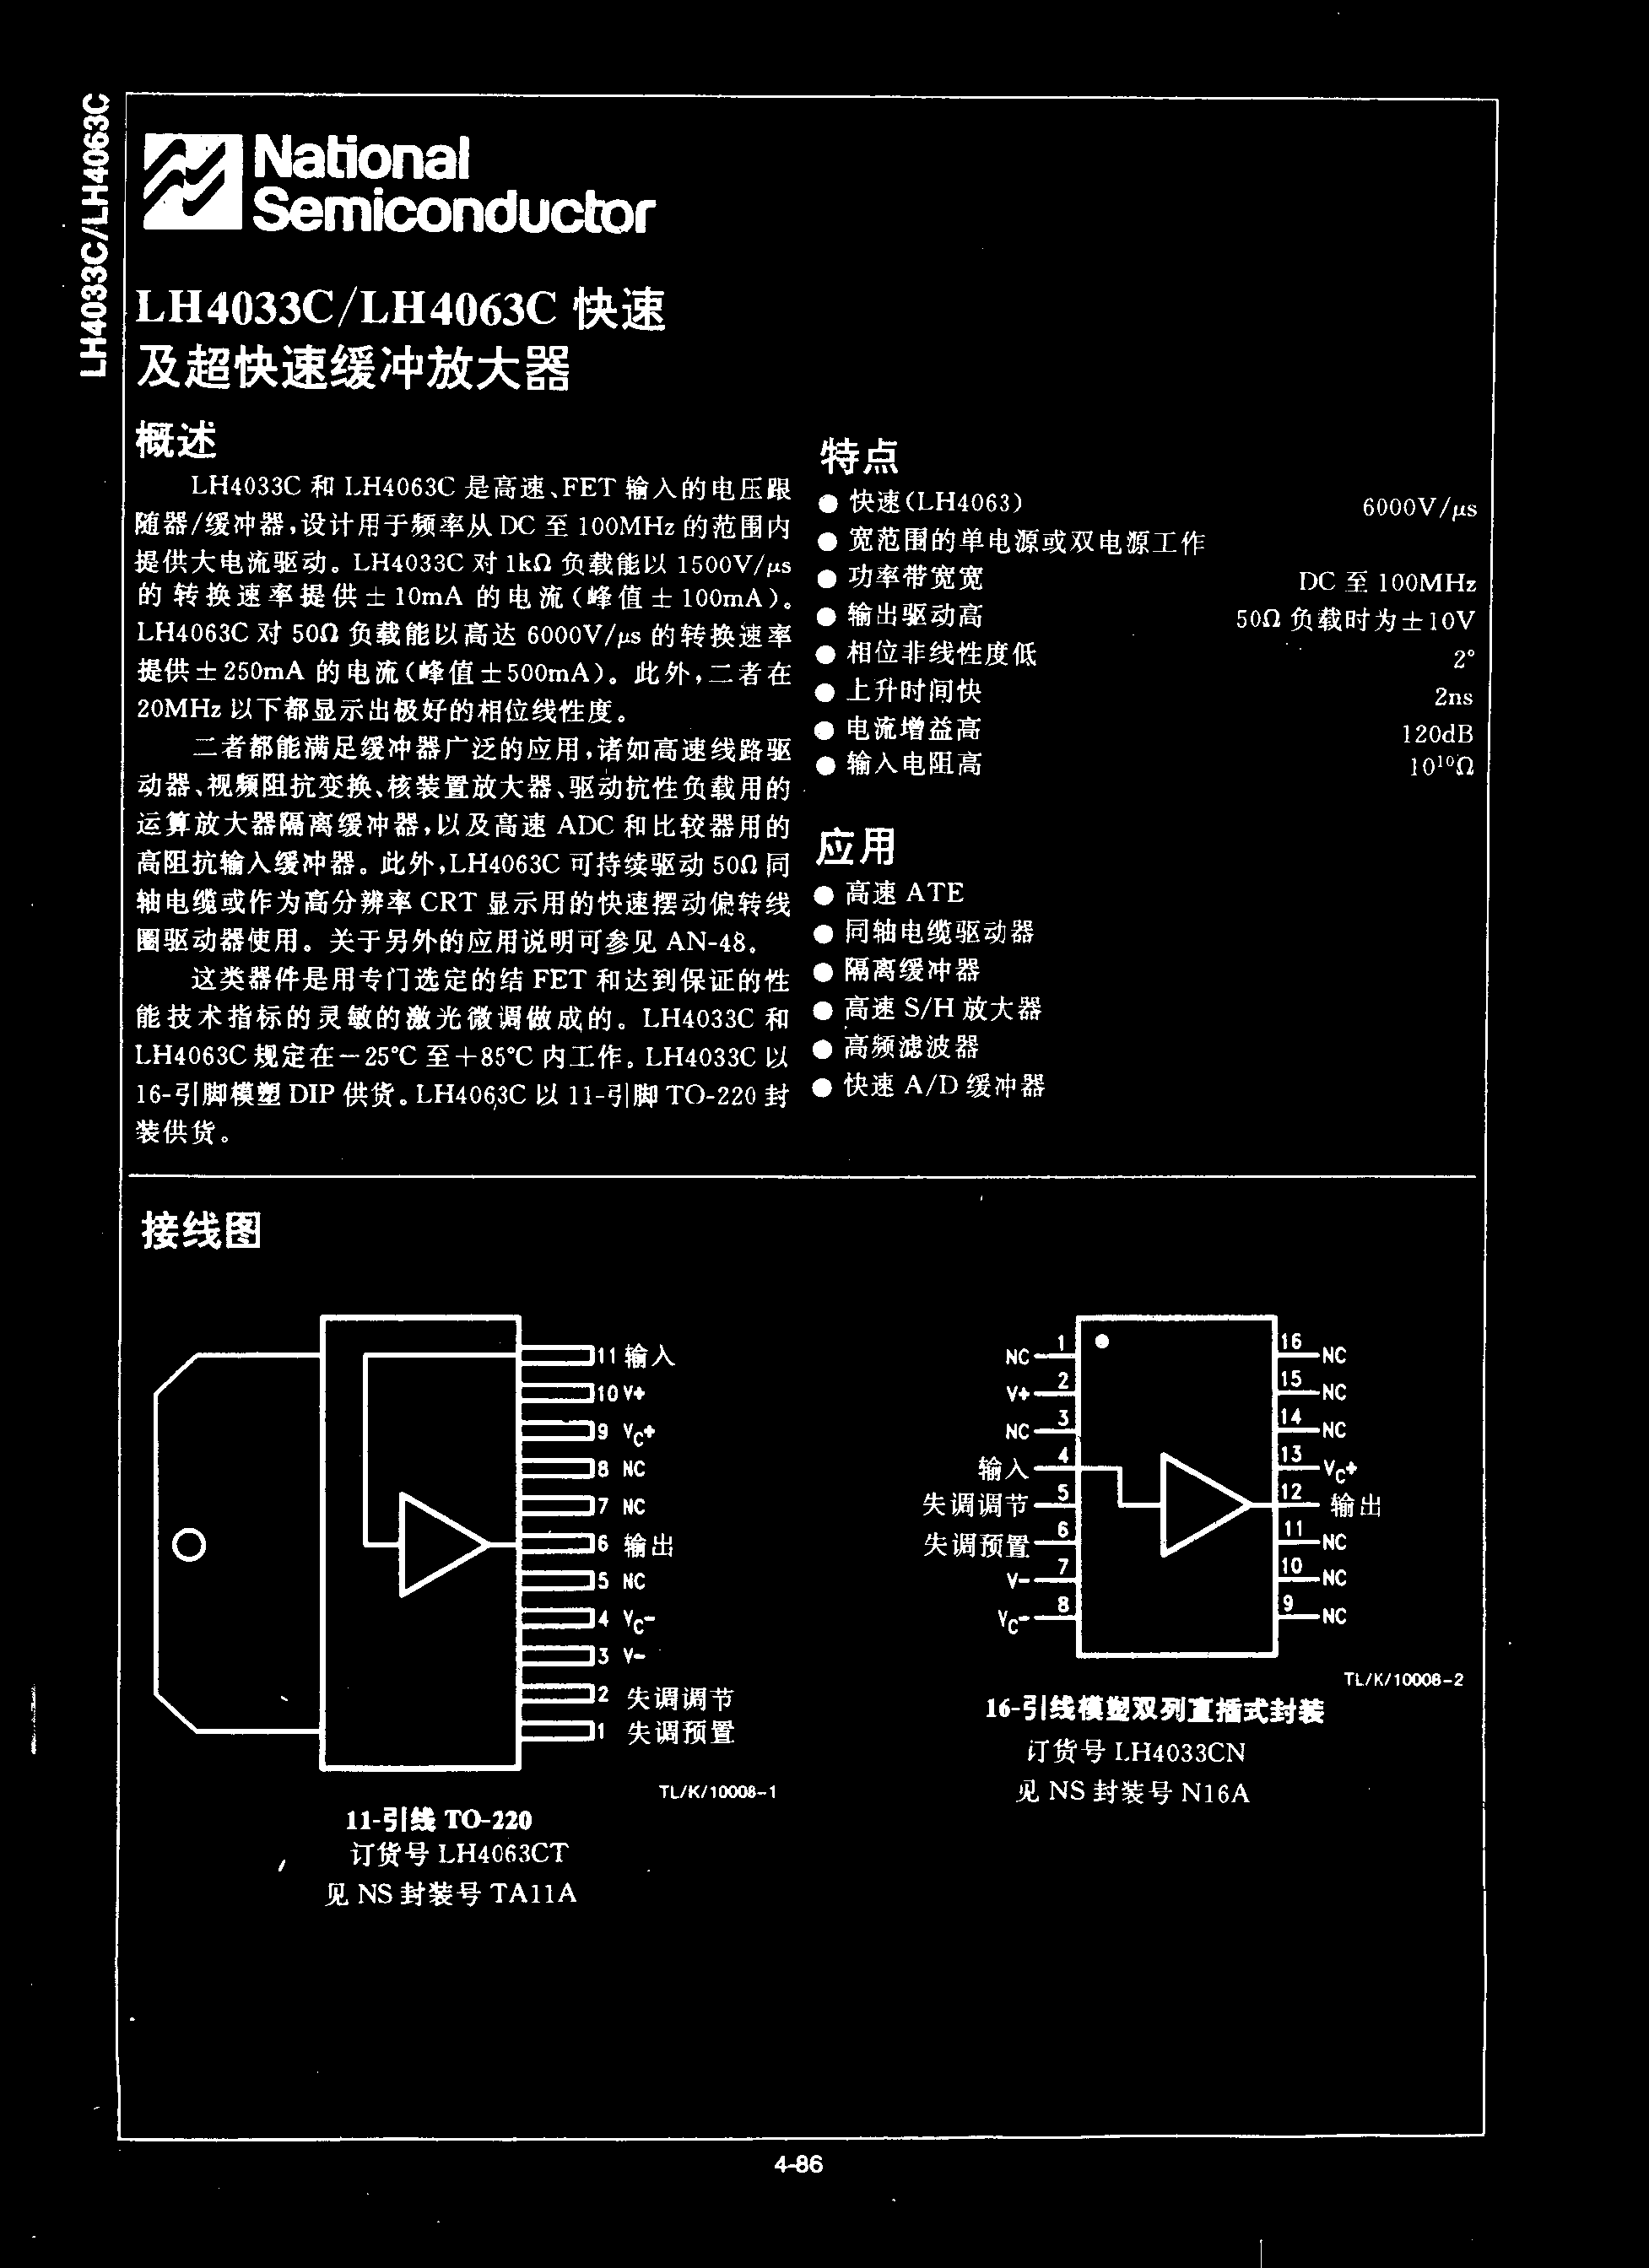 LH4033C/LH4063C
National
Semiconductor
LH4033C/LH4063C 快速
及超快速缓冲放大器
概述
LH4033C 和 LH4063C 是高速、FET 输入的电压跟
随器/缓冲器,设计用于频率从 DC 至 100MHz 的范围内
提供大电流驱动。LH4033C 对 1kΩ 负载能以 1500V/μs
的转换速率提供±10mA 的电流(峰值±100mA)。
LH4063C 对 50Ω 负载能以高达 6000V/μs 的转换速率
提供±250mA 的电流(峰值±500mA)。此外,二者在
20MHz 以下都显示出极好的相位线性度。
二者都能满足缓冲器广泛的应用,诸如高速线路驱
动器、视频阻抗变换、核装置放大器、驱动抗性负载用的
运算放大器隔离缓冲器,以及高速 ADC 和比较器用的
高阻抗输入缓冲器。此外,LH4063C 可持续驱动 50Ω 同
轴电缆或作为高分辨率 CRT 显示用的快速摆动偏转线
圈驱动器使用。关于另外的应用说明可参见 AN-48。
这类器件是用专门选定的结 FET 和达到保证的性
能技术指标的灵敏的激光微调做成的。LH4033C 和
LH4063C 规定在-25℃ 至+85℃ 内工作。LH4033C 以
16-引脚模塑 DIP 供货。LH4063C 以 11-引脚 TO-220 封
装供货。
特点
● 快速(LH4063) 6000V/μs
● 宽范围的单电源或双电源工作
● 功率带宽宽 DC 至 100MHz
● 输出驱动高 50Ω 负载时为±10V
● 相位非线性度低 2°
● 上升时间快 2ns
● 电流增益高 120dB
● 输入电阻高 10¹⁰Ω
应用
● 高速 ATE
● 同轴电缆驱动器
● 隔离缓冲器
● 高速 S/H 放大器
● 高频滤波器
● 快速 A/D 缓冲器
接线图
11 输入
10 V+
9 VC+
8 NC
7 NC
6 输出
5 NC
4 VC-
3 V-
2 失调调节
1 失调预置
TL/K/10008-1
11-引线 TO-220
订货号 LH4063CT
见 NS 封装号 TA11A
NC 1
V+ 2
NC 3
输入 4
失调调节 5
失调预置 6
V- 7
VC- 8
16 NC
15 NC
14 NC
13 VC+
12 输出
11 NC
10 NC
9 NC
TL/K/10008-2
16-引线模塑双列直插式封装
订货号 LH4033CN
见 NS 封装号 N16A
4-86